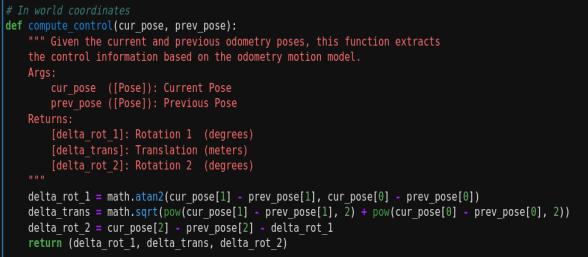 # In world coordinates
def compute_control(cur_pose, prev_pose):
    """ Given the current and previous odometry poses, this function extracts
    the control information based on the odometry motion model.
    Args:
        cur_pose  ([Pose]): Current Pose
        prev_pose ([Pose]): Previous Pose
    Returns:
        [delta_rot_1]: Rotation 1  (degrees)
        [delta_trans]: Translation (meters)
        [delta_rot_2]: Rotation 2  (degrees)
    """
    delta_rot_1 = math.atan2(cur_pose[1] - prev_pose[1], cur_pose[0] - prev_pose[0])
    delta_trans = math.sqrt(pow(cur_pose[1] - prev_pose[1], 2) + pow(cur_pose[0] - prev_pose[0], 2))
    delta_rot_2 = cur_pose[2] - prev_pose[2] - delta_rot_1
    return (delta_rot_1, delta_trans, delta_rot_2)